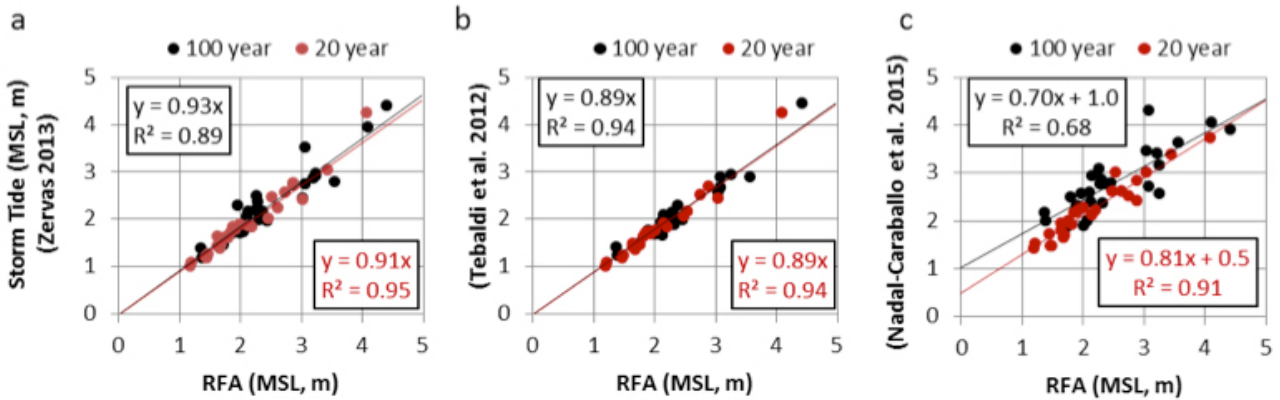 a
100 year 20 year
Storm Tide (MSL, m)
(Zervas 2013)
5
4
3
2
1
0
y = 0.93x
R² = 0.89
y = 0.91x
R² = 0.95
0 1 2 3 4 5
RFA (MSL, m)
b
100 year 20 year
(Tebaldi et al. 2012)
5
4
3
2
1
0
y = 0.89x
R² = 0.94
y = 0.89x
R² = 0.94
0 1 2 3 4 5
RFA (MSL, m)
c
100 year 20 year
(Nadal-Caraballo et al. 2015)
5
4
3
2
1
0
y = 0.70x + 1.0
R² = 0.68
y = 0.81x + 0.5
R² = 0.91
0 1 2 3 4 5
RFA (MSL, m)